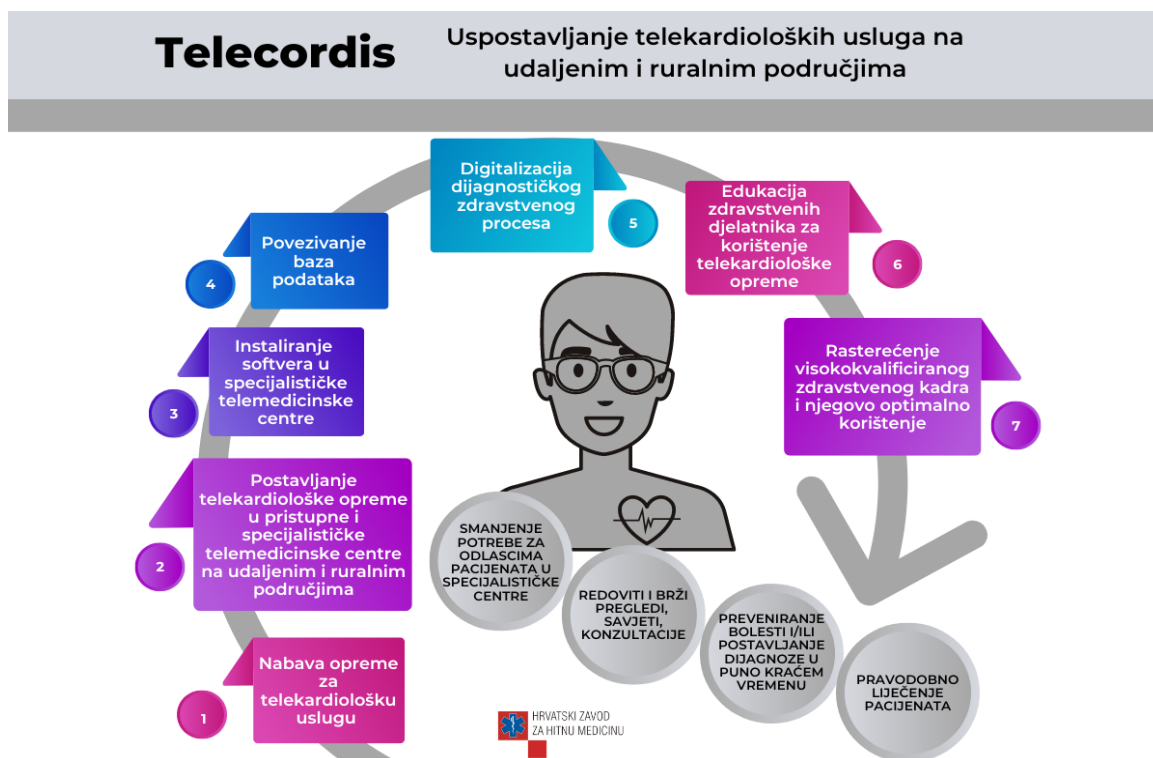 Telecordis
Uspostavljanje telekardioloških usluga na
udaljenim i ruralnim područjima
1
Nabava opreme
za
telekardiološku
uslugu
2
Postavljanje
telekardiološke opreme
u pristupne i
specijalističke
telemedicinske centre
na udaljenim i ruralnim
područjima
3
Instaliranje
softvera u
specijalističke
telemedicinske
centre
4
Povezivanje
baza
podataka
5
Digitalizacija
dijagnostičkog
zdravstvenog
procesa
6
Edukacija
zdravstvenih
djelatnika za
korištenje
telekardiološke
opreme
7
Rasterećenje
visokokvalificiranog
zdravstvenog kadra
i njegovo optimalno
korištenje
SMANJENJE
POTREBE ZA
ODLASCIMA
PACIJENATA U
SPECIJALISTIČKE
CENTRE
REDOVITI I BRŽI
PREGLEDI,
SAVJETI,
KONZULTACIJE
PREVENIRANJE
BOLESTI I/ILI
POSTAVLJANJE
DIJAGNOZE U
PUNO KRAĆEM
VREMENU
PRAVODOBNO
LIJEČENJE
PACIJENATA
HRVATSKI ZAVOD
ZA HITNU MEDICINU